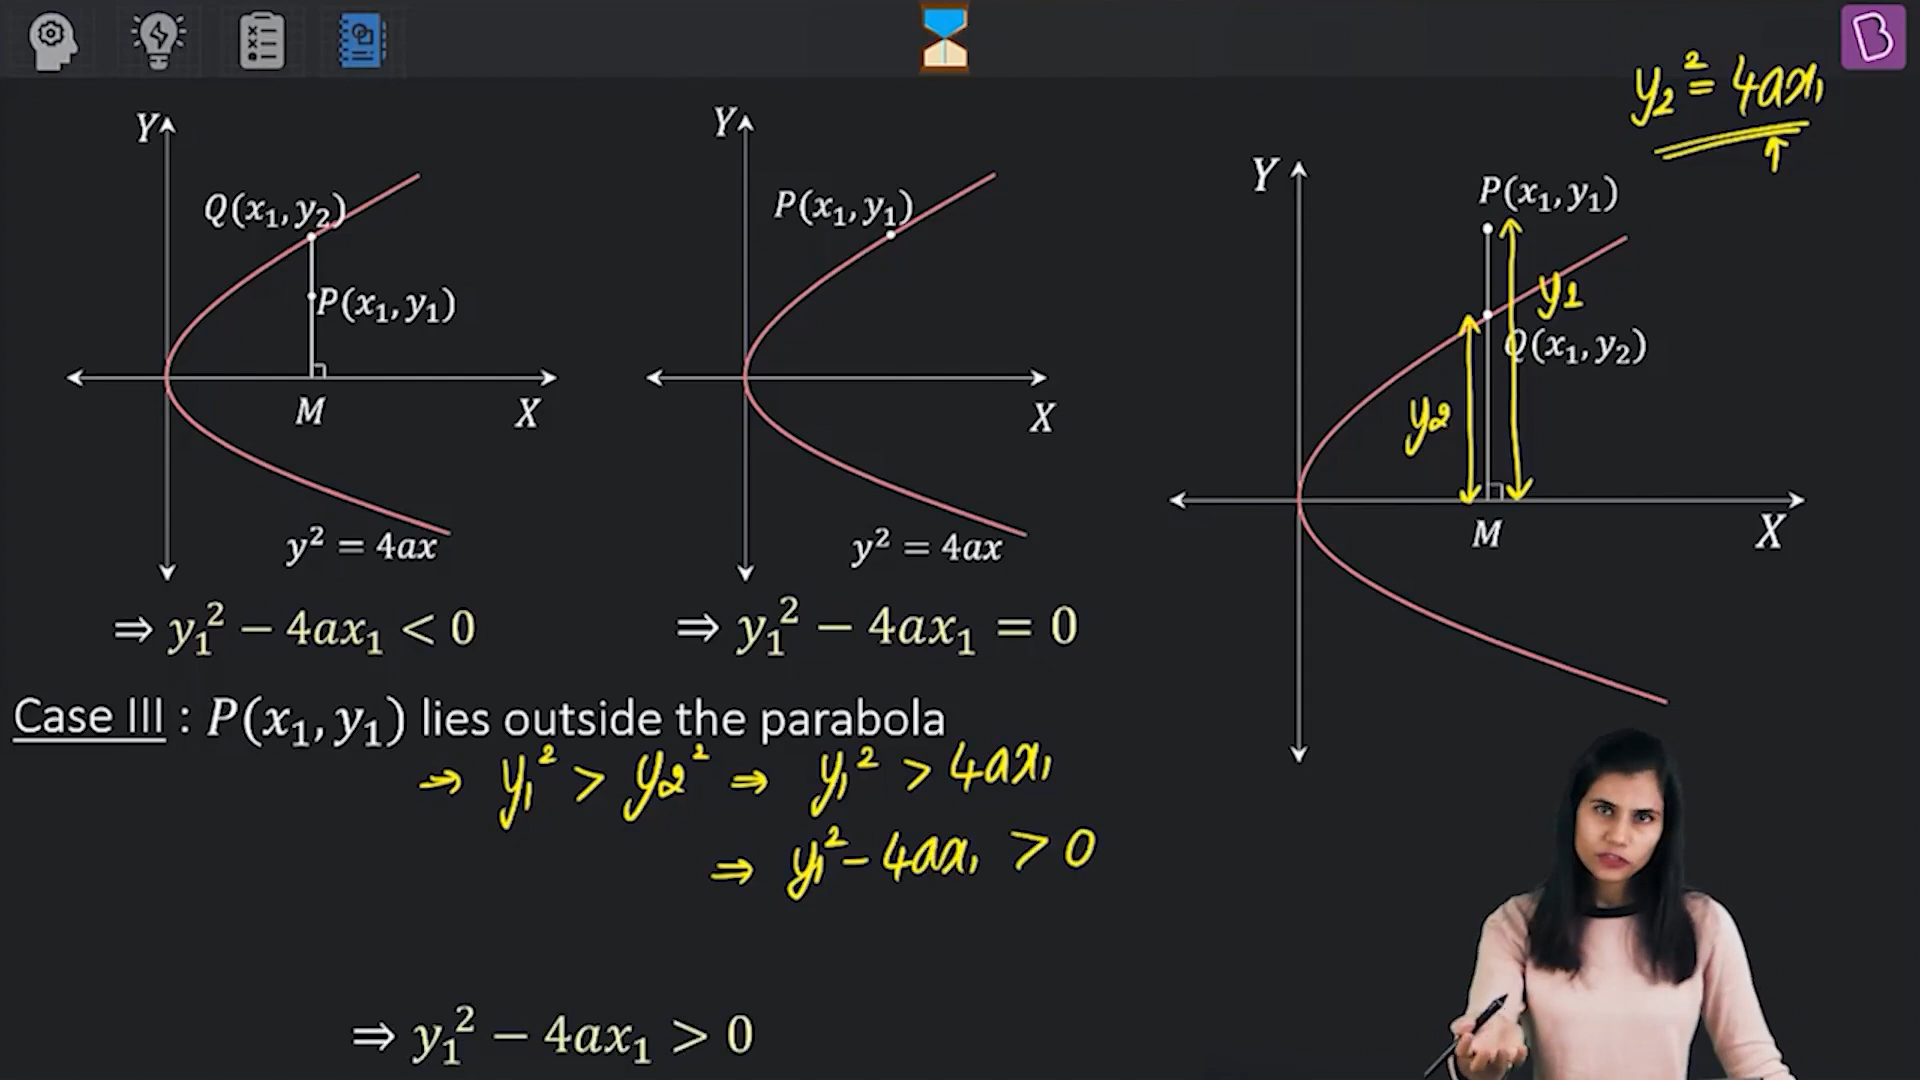 y₂² = 4ax₁
Y
Q(x₁, y₂)
P(x₁, y₁)
M
X
y² = 4ax
⇒ y₁² − 4ax₁ < 0
Y
P(x₁, y₁)
X
y² = 4ax
⇒ y₁² − 4ax₁ = 0
Y
P(x₁, y₁)
y₁
Q(x₁, y₂)
y₂
M
X
Case III : P(x₁, y₁) lies outside the parabola
⇒ y₁² > y₂² ⇒ y₁² > 4ax₁
⇒ y₁² − 4ax₁ > 0
⇒ y₁² − 4ax₁ > 0
B